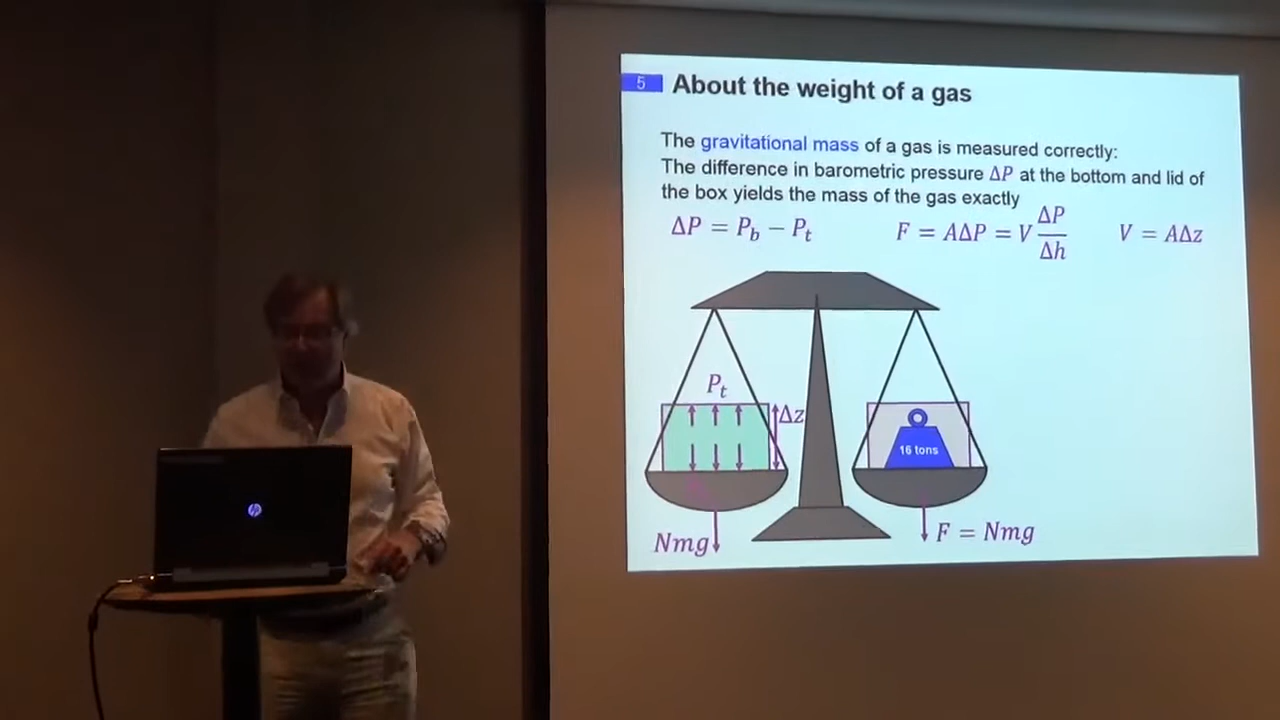 5 About the weight of a gas
The gravitational mass of a gas is measured correctly:
The difference in barometric pressure ΔP at the bottom and lid of
the box yields the mass of the gas exactly
ΔP = P_b − P_t    F = AΔP = V ΔP/Δh    V = AΔz
P_t
Δz
16 tons
Nmg
F = Nmg
hp